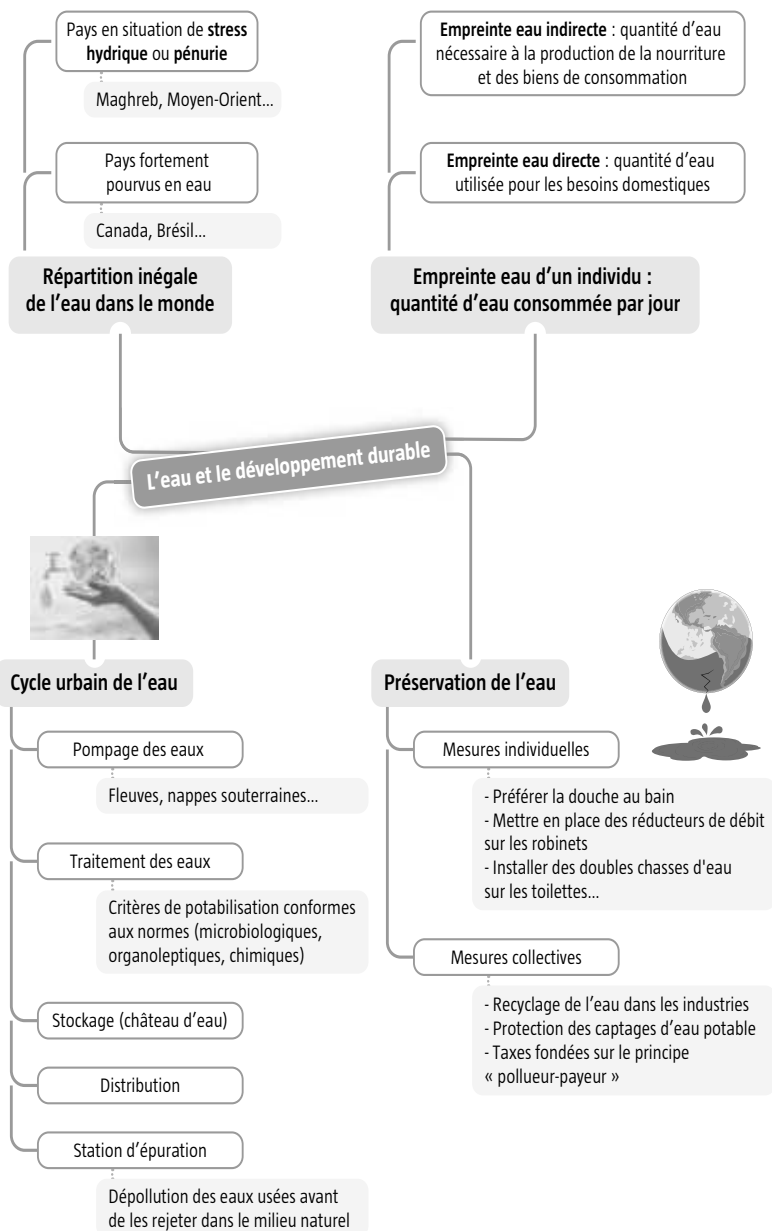 Pays en situation de stress
hydrique ou pénurie
Maghreb, Moyen-Orient...
Pays fortement
pourvus en eau
Canada, Brésil...
Répartition inégale
de l'eau dans le monde
Empreinte eau indirecte : quantité d'eau
nécessaire à la production de la nourriture
et des biens de consommation
Empreinte eau directe : quantité d'eau
utilisée pour les besoins domestiques
Empreinte eau d'un individu :
quantité d'eau consommée par jour
L'eau et le développement durable
Cycle urbain de l'eau
Pompage des eaux
Fleuves, nappes souterraines...
Traitement des eaux
Critères de potabilisation conformes
aux normes (microbiologiques,
organoleptiques, chimiques)
Stockage (château d'eau)
Distribution
Station d'épuration
Dépollution des eaux usées avant
de les rejeter dans le milieu naturel
Préservation de l'eau
Mesures individuelles
- Préférer la douche au bain
- Mettre en place des réducteurs de débit
sur les robinets
- Installer des doubles chasses d'eau
sur les toilettes...
Mesures collectives
- Recyclage de l'eau dans les industries
- Protection des captages d'eau potable
- Taxes fondées sur le principe
« pollueur-payeur »